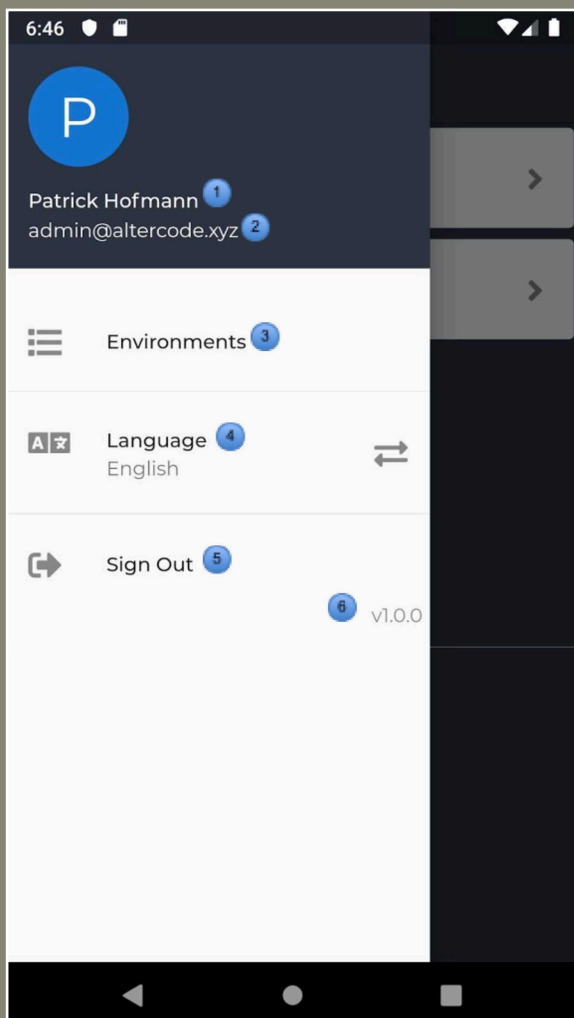 6:46
P
Patrick Hofmann 1
admin@altercode.xyz 2
Environments 3
A 文 Language 4
English
Sign Out 5
6 v1.0.0